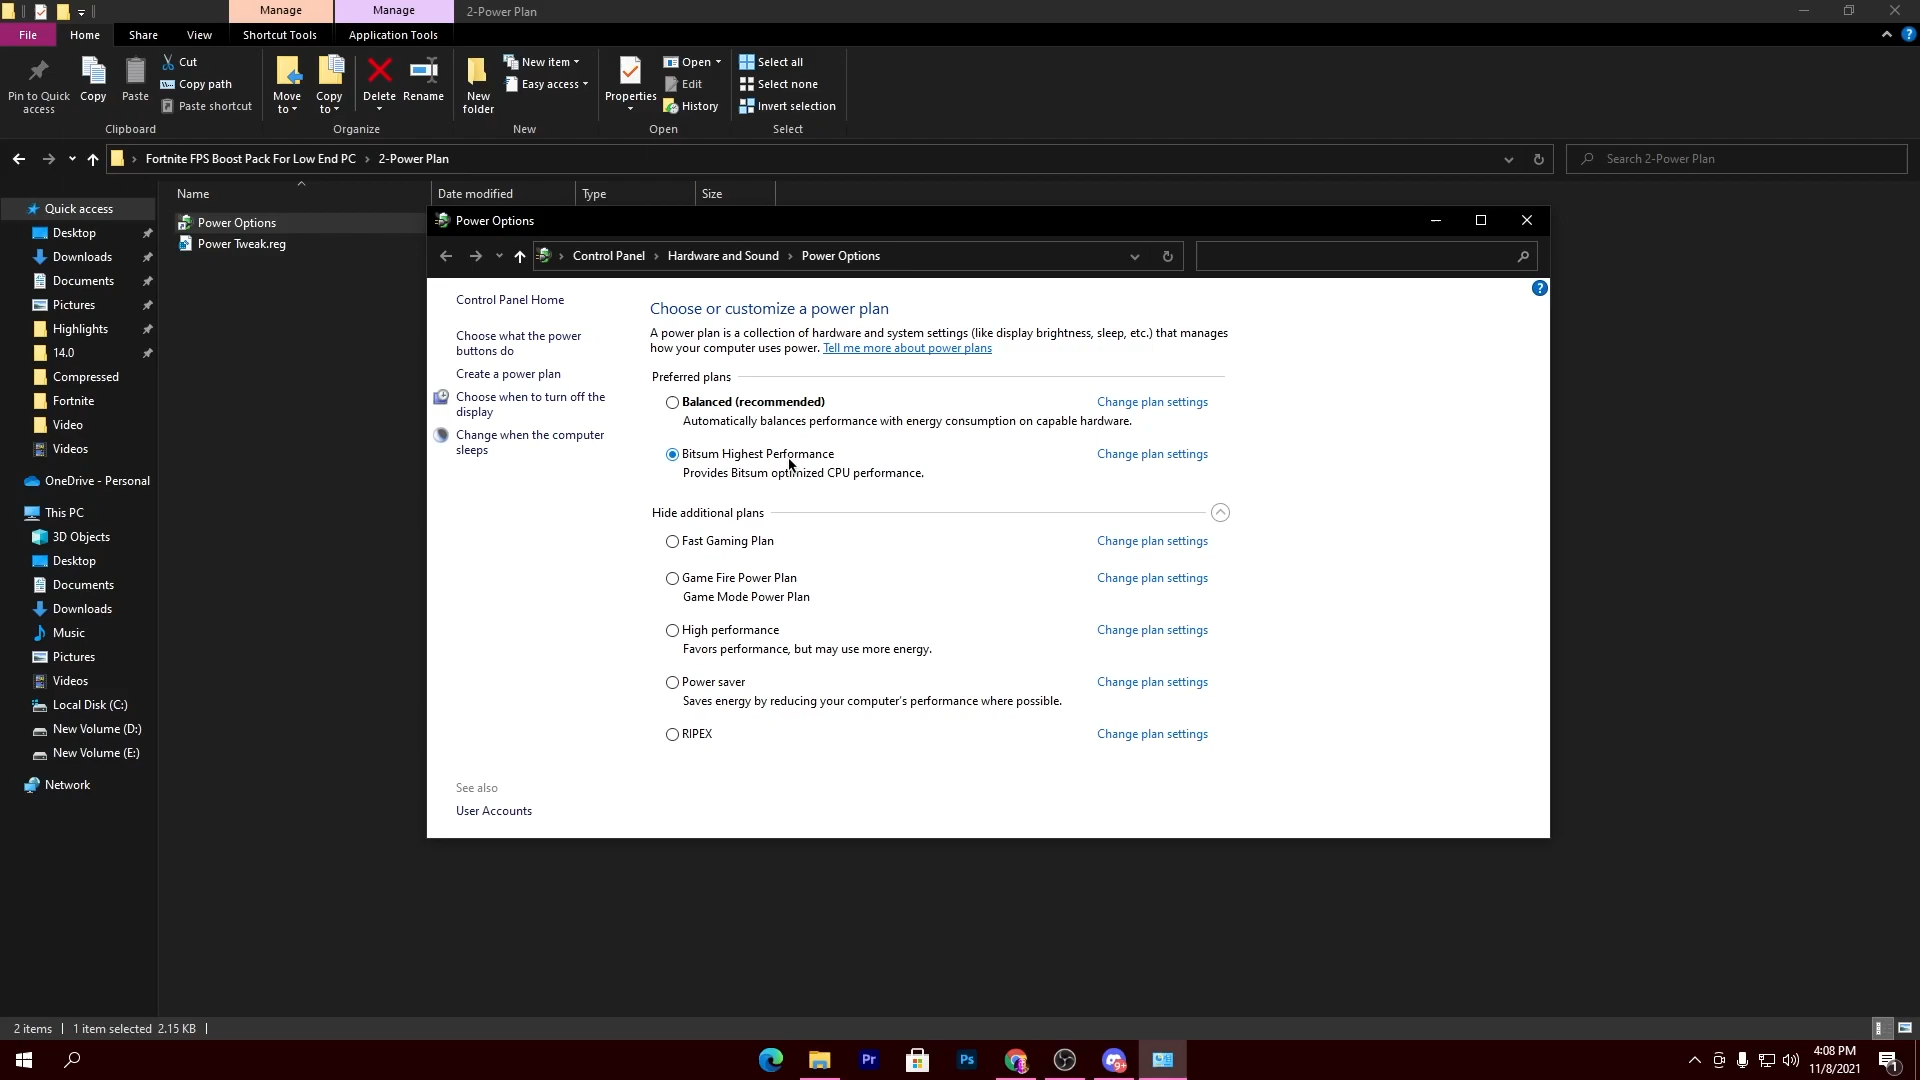 Manage
Manage
2-Power Plan
File
Home
Share
View
Shortcut Tools
Application Tools
Pin to Quick access
Copy
Paste
Cut
Copy path
Paste shortcut
Clipboard
Move to
Copy to
Delete
Rename
Organize
New folder
New item
Easy access
New
Properties
Open
Edit
History
Open
Select all
Select none
Invert selection
Select
Fortnite FPS Boost Pack For Low End PC
2-Power Plan
Search 2-Power Plan
Name
Date modified
Type
Size
Power Options
Power Tweak.reg
Quick access
Desktop
Downloads
Documents
Pictures
Highlights
14.0
Compressed
Fortnite
Video
Videos
OneDrive - Personal
This PC
3D Objects
Desktop
Documents
Downloads
Music
Pictures
Videos
Local Disk (C:)
New Volume (D:)
New Volume (E:)
Network
Power Options
Control Panel
Hardware and Sound
Power Options
Control Panel Home
Choose what the power
buttons do
Create a power plan
Choose when to turn off the
display
Change when the computer
sleeps
See also
User Accounts
Choose or customize a power plan
A power plan is a collection of hardware and system settings (like display brightness, sleep, etc.) that manages
how your computer uses power. Tell me more about power plans
Preferred plans
Balanced (recommended)
Change plan settings
Automatically balances performance with energy consumption on capable hardware.
Bitsum Highest Performance
Change plan settings
Provides Bitsum optimized CPU performance.
Hide additional plans
Fast Gaming Plan
Change plan settings
Game Fire Power Plan
Change plan settings
Game Mode Power Plan
High performance
Change plan settings
Favors performance, but may use more energy.
Power saver
Change plan settings
Saves energy by reducing your computer's performance where possible.
RIPEX
Change plan settings
2 items
1 item selected 2.15 KB
Pr
Ps
9+
4:08 PM
11/8/2021
1